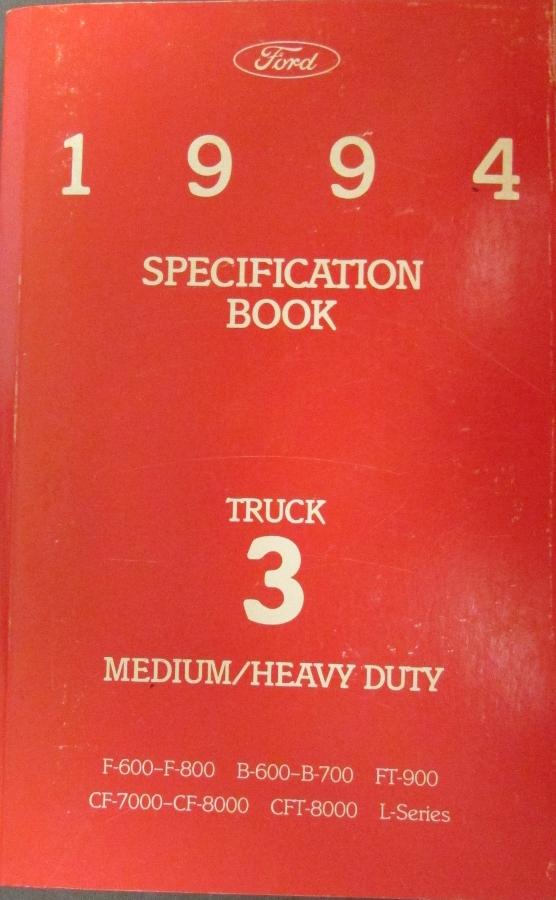 Ford
1 9 9 4
SPECIFICATION
BOOK
TRUCK
3
MEDIUM/HEAVY DUTY
F-600–F-800 B-600–B-700 FT-900
CF-7000–CF-8000 CFT-8000 L-Series